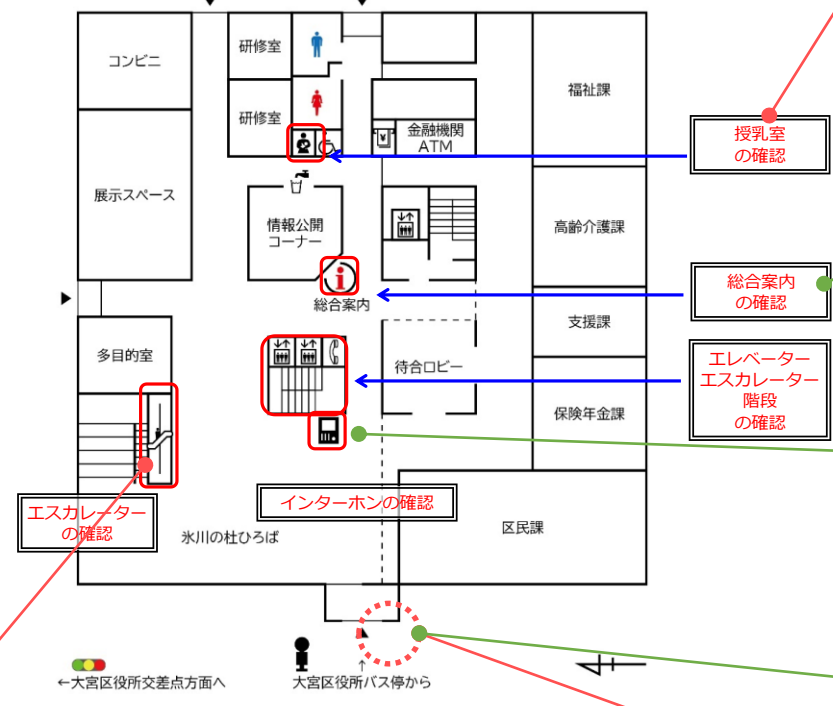 コンビニ
研修室
福祉課
研修室
金融機関
ATM
¥
授乳室
の確認
展示スペース
情報公開
コーナー
高齢介護課
i
総合案内
総合案内
の確認
支援課
多目的室
待合ロビー
エレベーター
エスカレーター
階段
の確認
保険年金課
エスカレーター
の確認
インターホンの確認
氷川の杜ひろば
区民課
←大宮区役所交差点方面へ
↑
大宮区役所バス停から